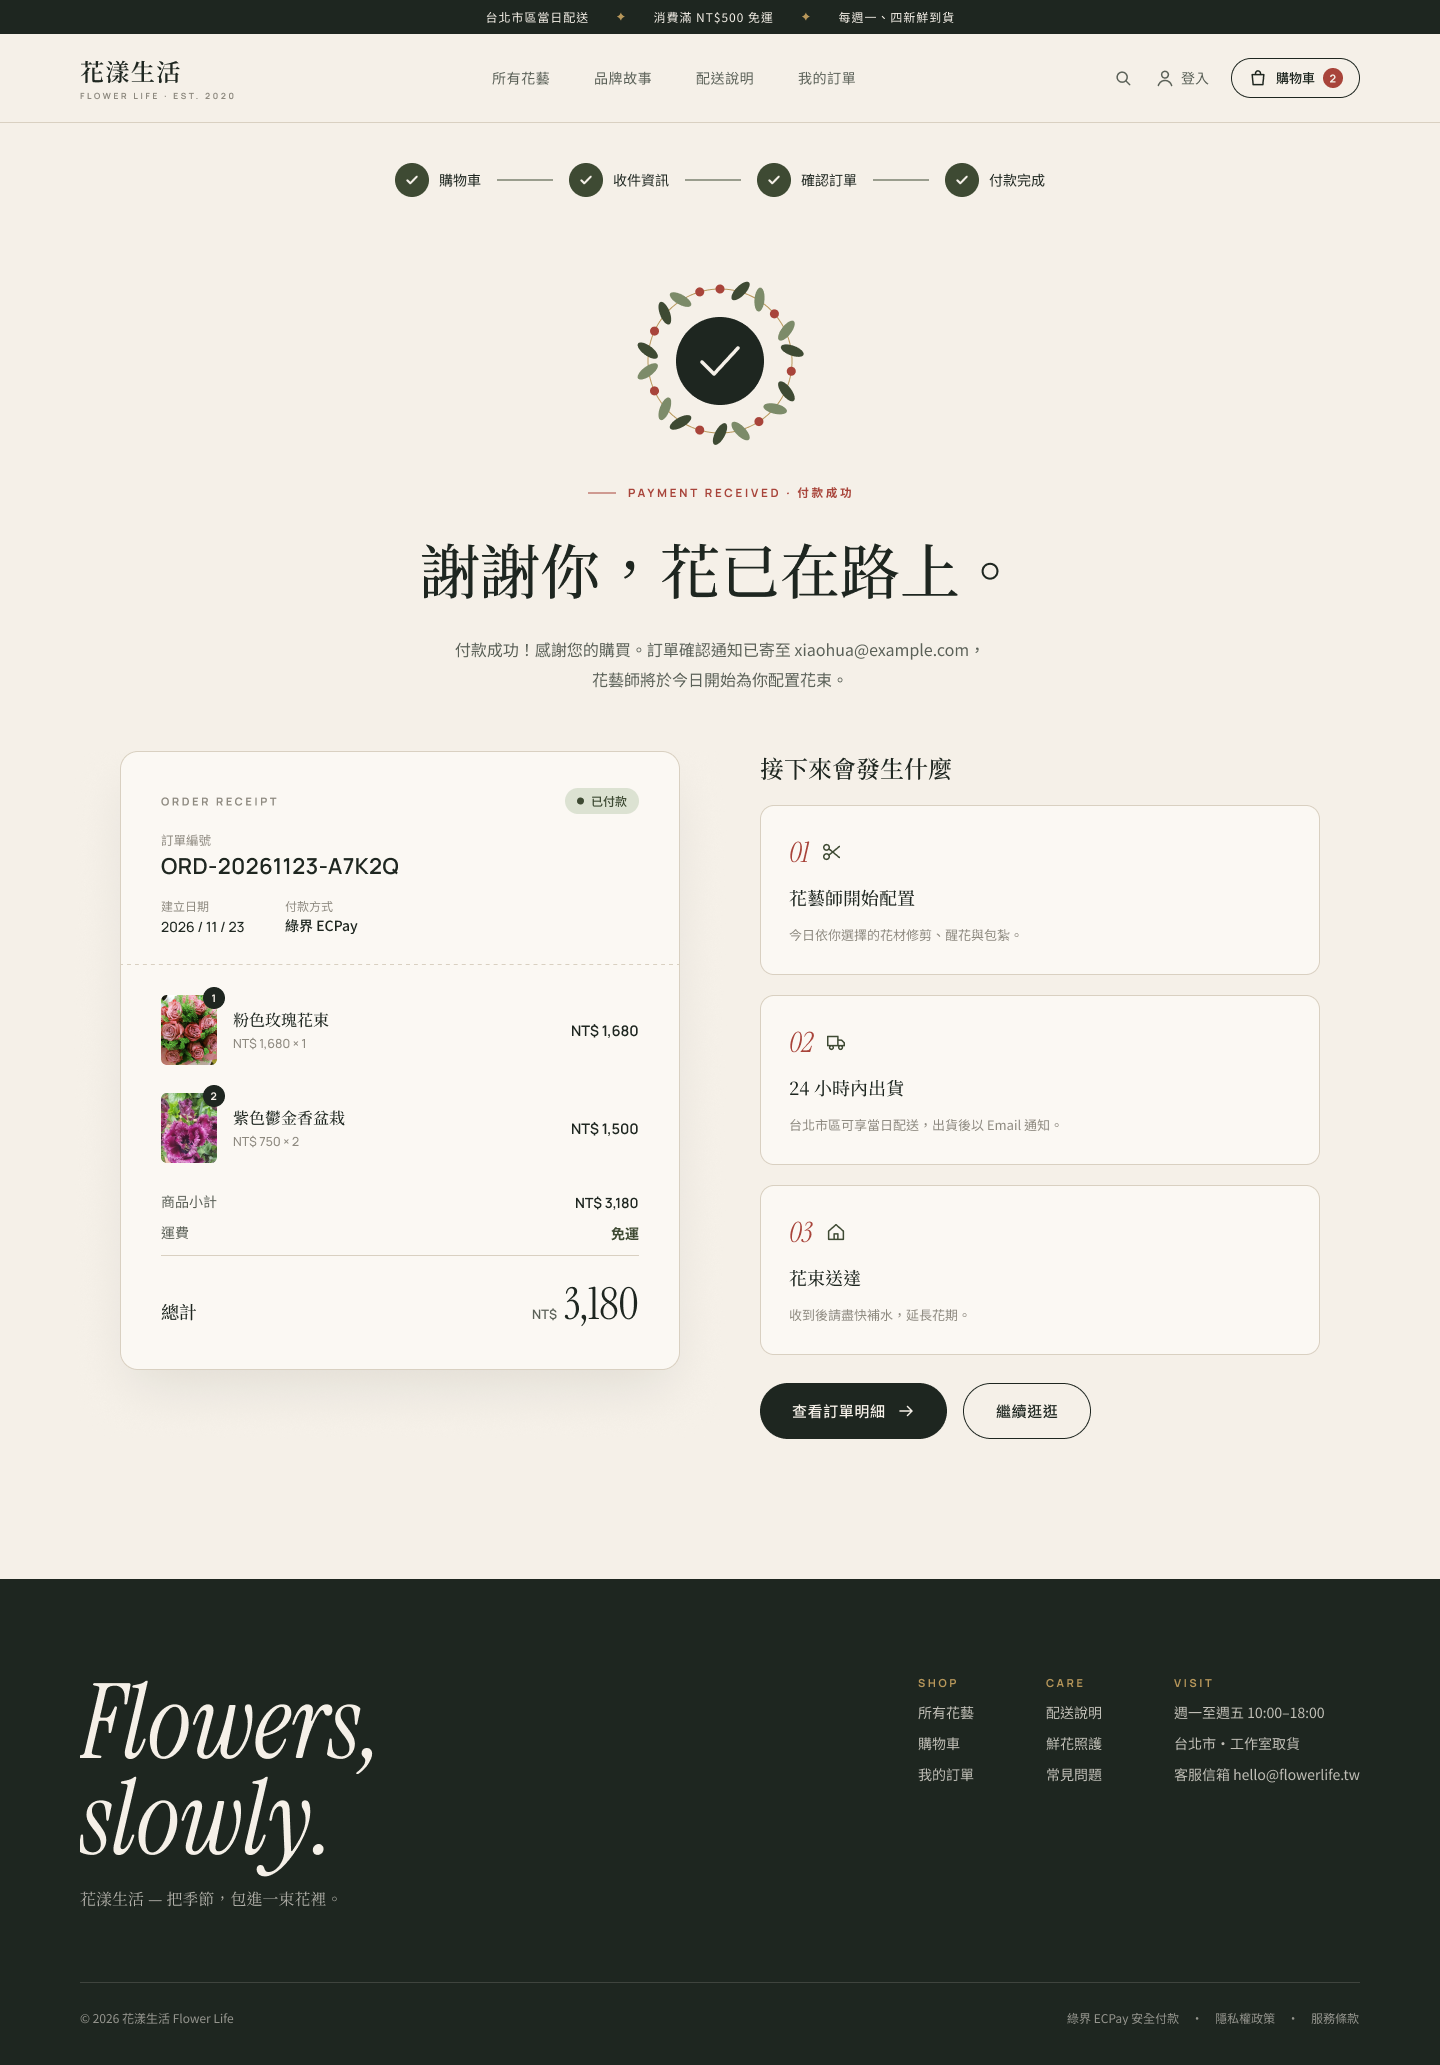 台北市區當日配送 ✦ 消費滿 NT$500 免運 ✦ 每週一、四新鮮到貨
花漾生活
FLOWER LIFE · EST. 2020
所有花藝 品牌故事 配送說明 我的訂單
登入
購物車 2
購物車 收件資訊 確認訂單 付款完成
PAYMENT RECEIVED · 付款成功
謝謝你，花已在路上。
付款成功！感謝您的購買。訂單確認通知已寄至 xiaohua@example.com，
花藝師將於今日開始為你配置花束。
ORDER RECEIPT
已付款
訂單編號
ORD-20261123-A7K2Q
建立日期 付款方式
2026 / 11 / 23 綠界 ECPay
1
粉色玫瑰花束
NT$ 1,680 × 1
NT$ 1,680
2
紫色鬱金香盆栽
NT$ 750 × 2
NT$ 1,500
商品小計 NT$ 3,180
運費 免運
總計 NT$ 3,180
接下來會發生什麼
01
花藝師開始配置
今日依你選擇的花材修剪、醒花與包紮。
02
24 小時內出貨
台北市區可享當日配送，出貨後以 Email 通知。
03
花束送達
收到後請盡快補水，延長花期。
查看訂單明細 →
繼續逛逛
Flowers,
slowly.
花漾生活 — 把季節，包進一束花裡。
SHOP
所有花藝
購物車
我的訂單
CARE
配送說明
鮮花照護
常見問題
VISIT
週一至週五 10:00–18:00
台北市・工作室取貨
客服信箱 hello@flowerlife.tw
© 2026 花漾生活 Flower Life
綠界 ECPay 安全付款 ・ 隱私權政策 ・ 服務條款